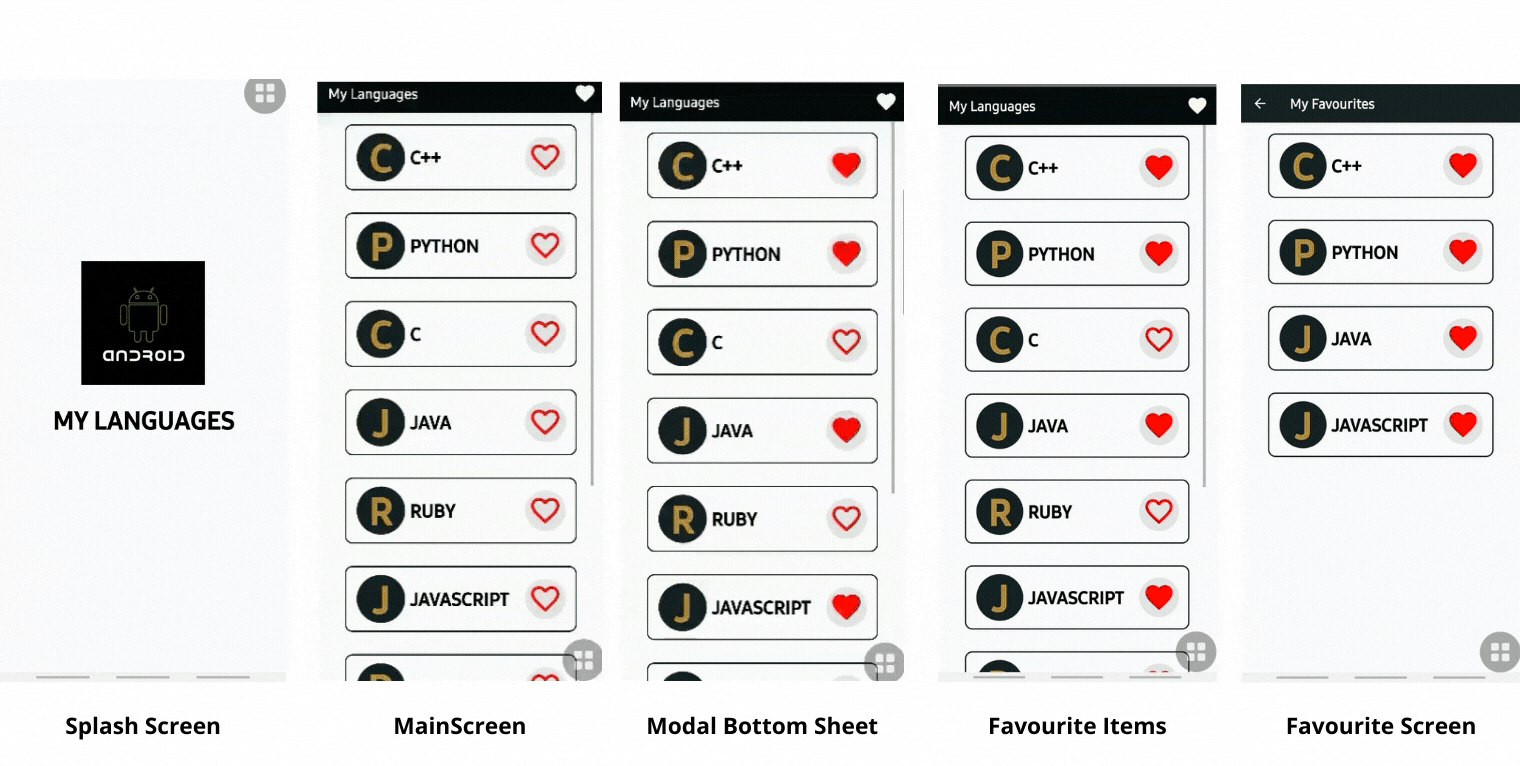 ANDROID
MY LANGUAGES
Splash Screen
My Languages
C C++
P PYTHON
C C
J JAVA
R RUBY
J JAVASCRIPT
MainScreen
My Languages
C C++
P PYTHON
C C
J JAVA
R RUBY
J JAVASCRIPT
Modal Bottom Sheet
My Languages
C C++
P PYTHON
C C
J JAVA
R RUBY
J JAVASCRIPT
Favourite Items
My Favourites
C C++
P PYTHON
J JAVA
J JAVASCRIPT
Favourite Screen